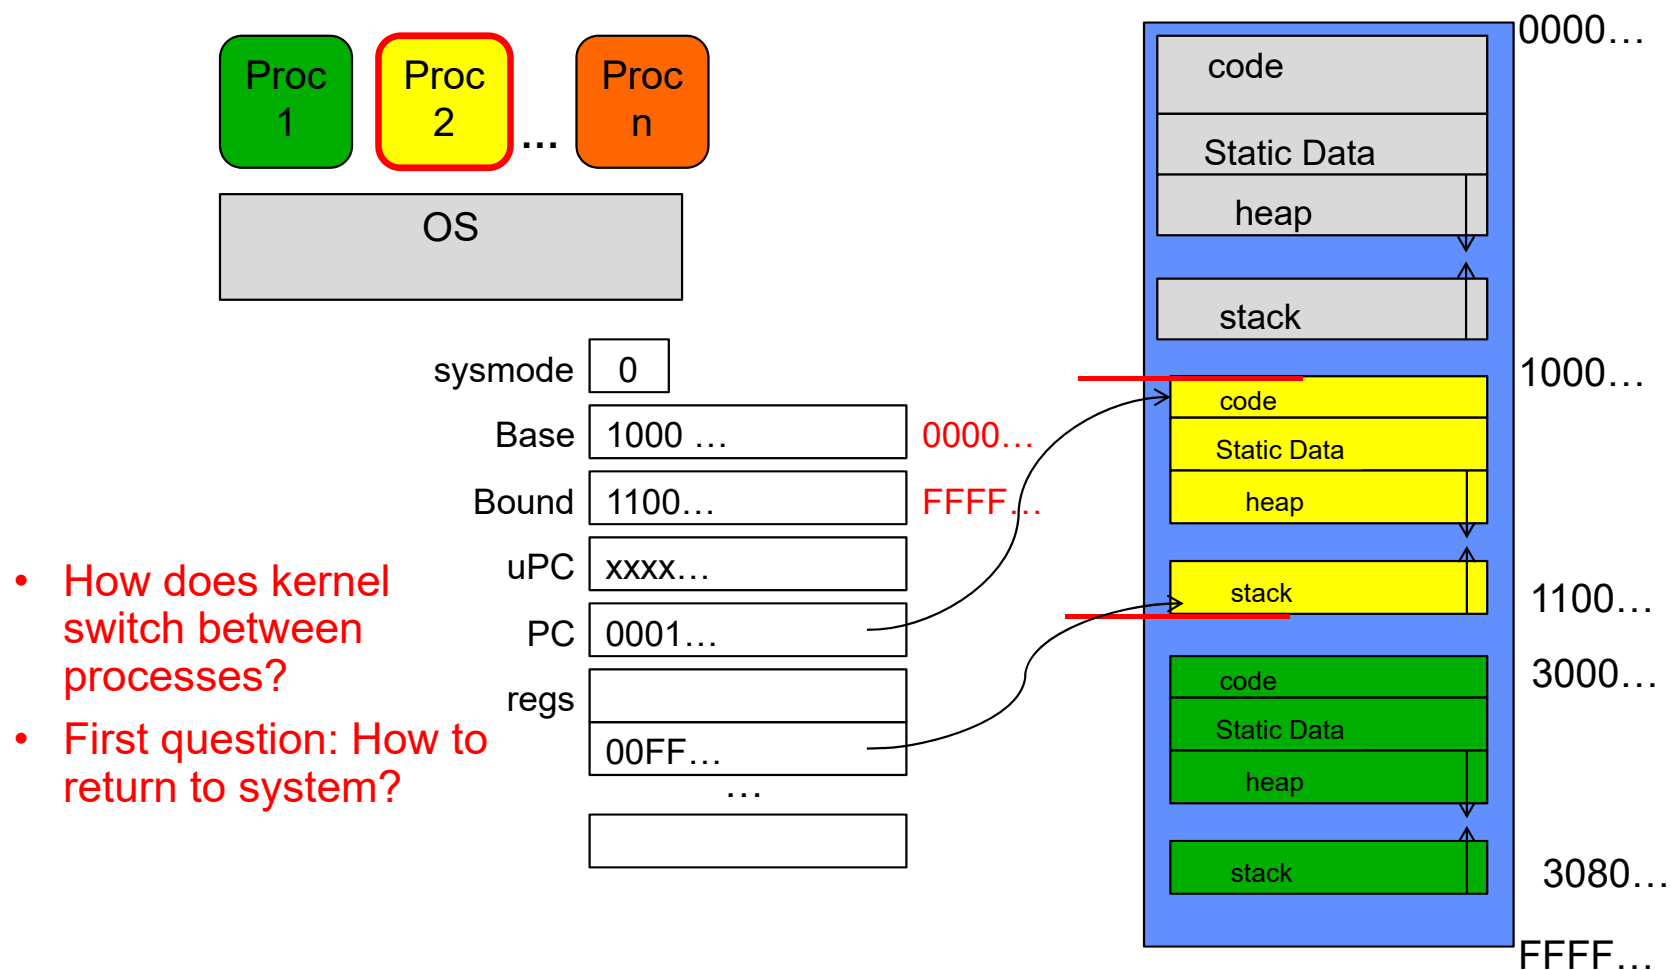 Proc
1
Proc
2
...
Proc
n
OS
sysmode 0
Base 1000 … 0000…
Bound 1100… FFFF…
uPC xxxx…
PC 0001…
regs
00FF…
…
• How does kernel
switch between
processes?
• First question: How to
return to system?
0000…
code
Static Data
heap
stack
1000…
code
Static Data
heap
stack
1100…
3000…
code
Static Data
heap
stack
3080…
FFFF…